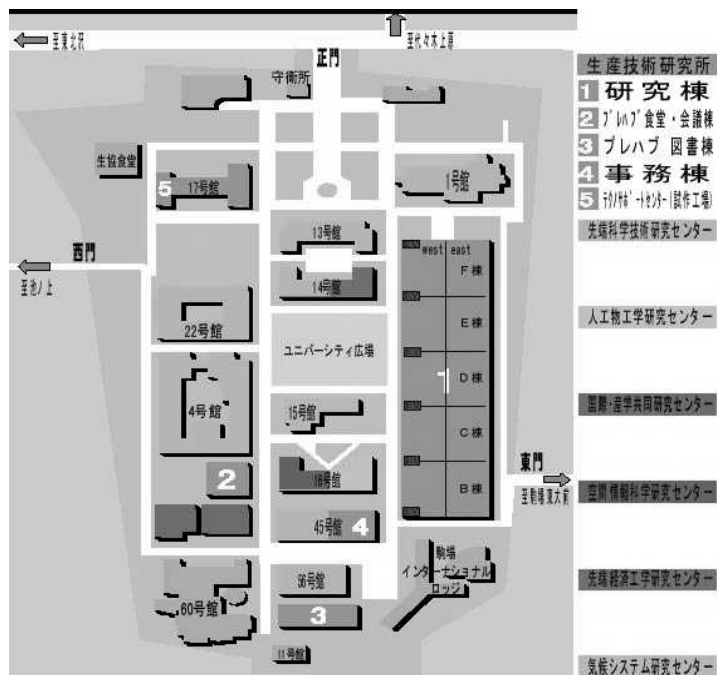 至東北沢
至代々木上原
正門
守衛所
生協食堂
5
17号館
1号館
13号館
14号館
西門
至池ノ上
22号館
ユニバーシティ広場
4号館
15号館
2
45号館
4
56号館
3
60号館
11号館
west east
F棟
E棟
1
D棟
C棟
B棟
東門
至駒場東大前
駒場
インターナショナル
ロッジ
生産技術研究所
1 研究棟
2 プレハブ食堂・会議棟
3 プレハブ 図書棟
4 事務棟
5 テクノサポートセンター(試作工場)
先端科学技術研究センター
人工物工学研究センター
国際・産学共同研究センター
空間情報科学研究センター
先端経済工学研究センター
気候システム研究センター